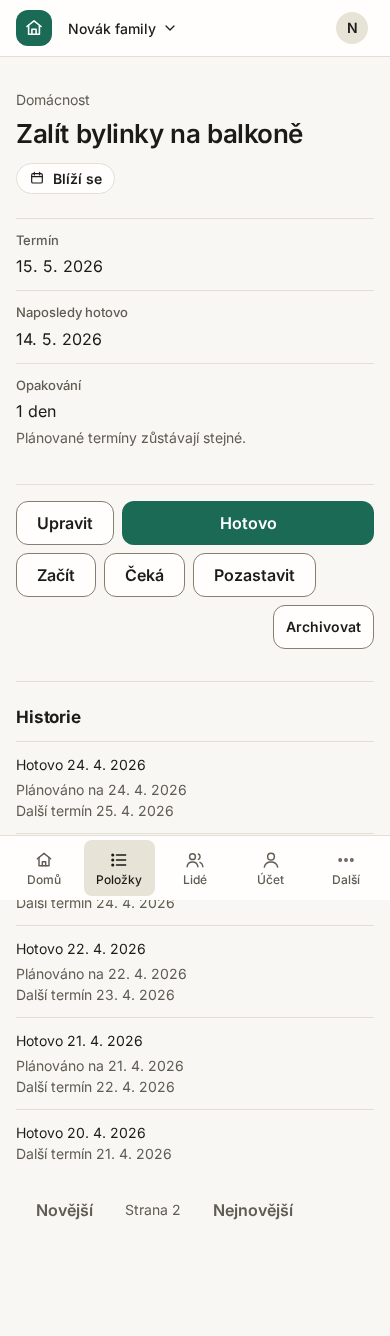 Novák family
N
Domácnost
Zalít bylinky na balkoně
Blíží se
Termín
15. 5. 2026
Naposledy hotovo
14. 5. 2026
Opakování
1 den
Plánované termíny zůstávají stejné.
Upravit
Hotovo
Začít
Čeká
Pozastavit
Archivovat
Historie
Hotovo 24. 4. 2026
Plánováno na 24. 4. 2026
Další termín 25. 4. 2026
Domů
Položky
Lidé
Účet
Další
Další termín 24. 4. 2026
Hotovo 22. 4. 2026
Plánováno na 22. 4. 2026
Další termín 23. 4. 2026
Hotovo 21. 4. 2026
Plánováno na 21. 4. 2026
Další termín 22. 4. 2026
Hotovo 20. 4. 2026
Další termín 21. 4. 2026
Novější
Strana 2
Nejnovější